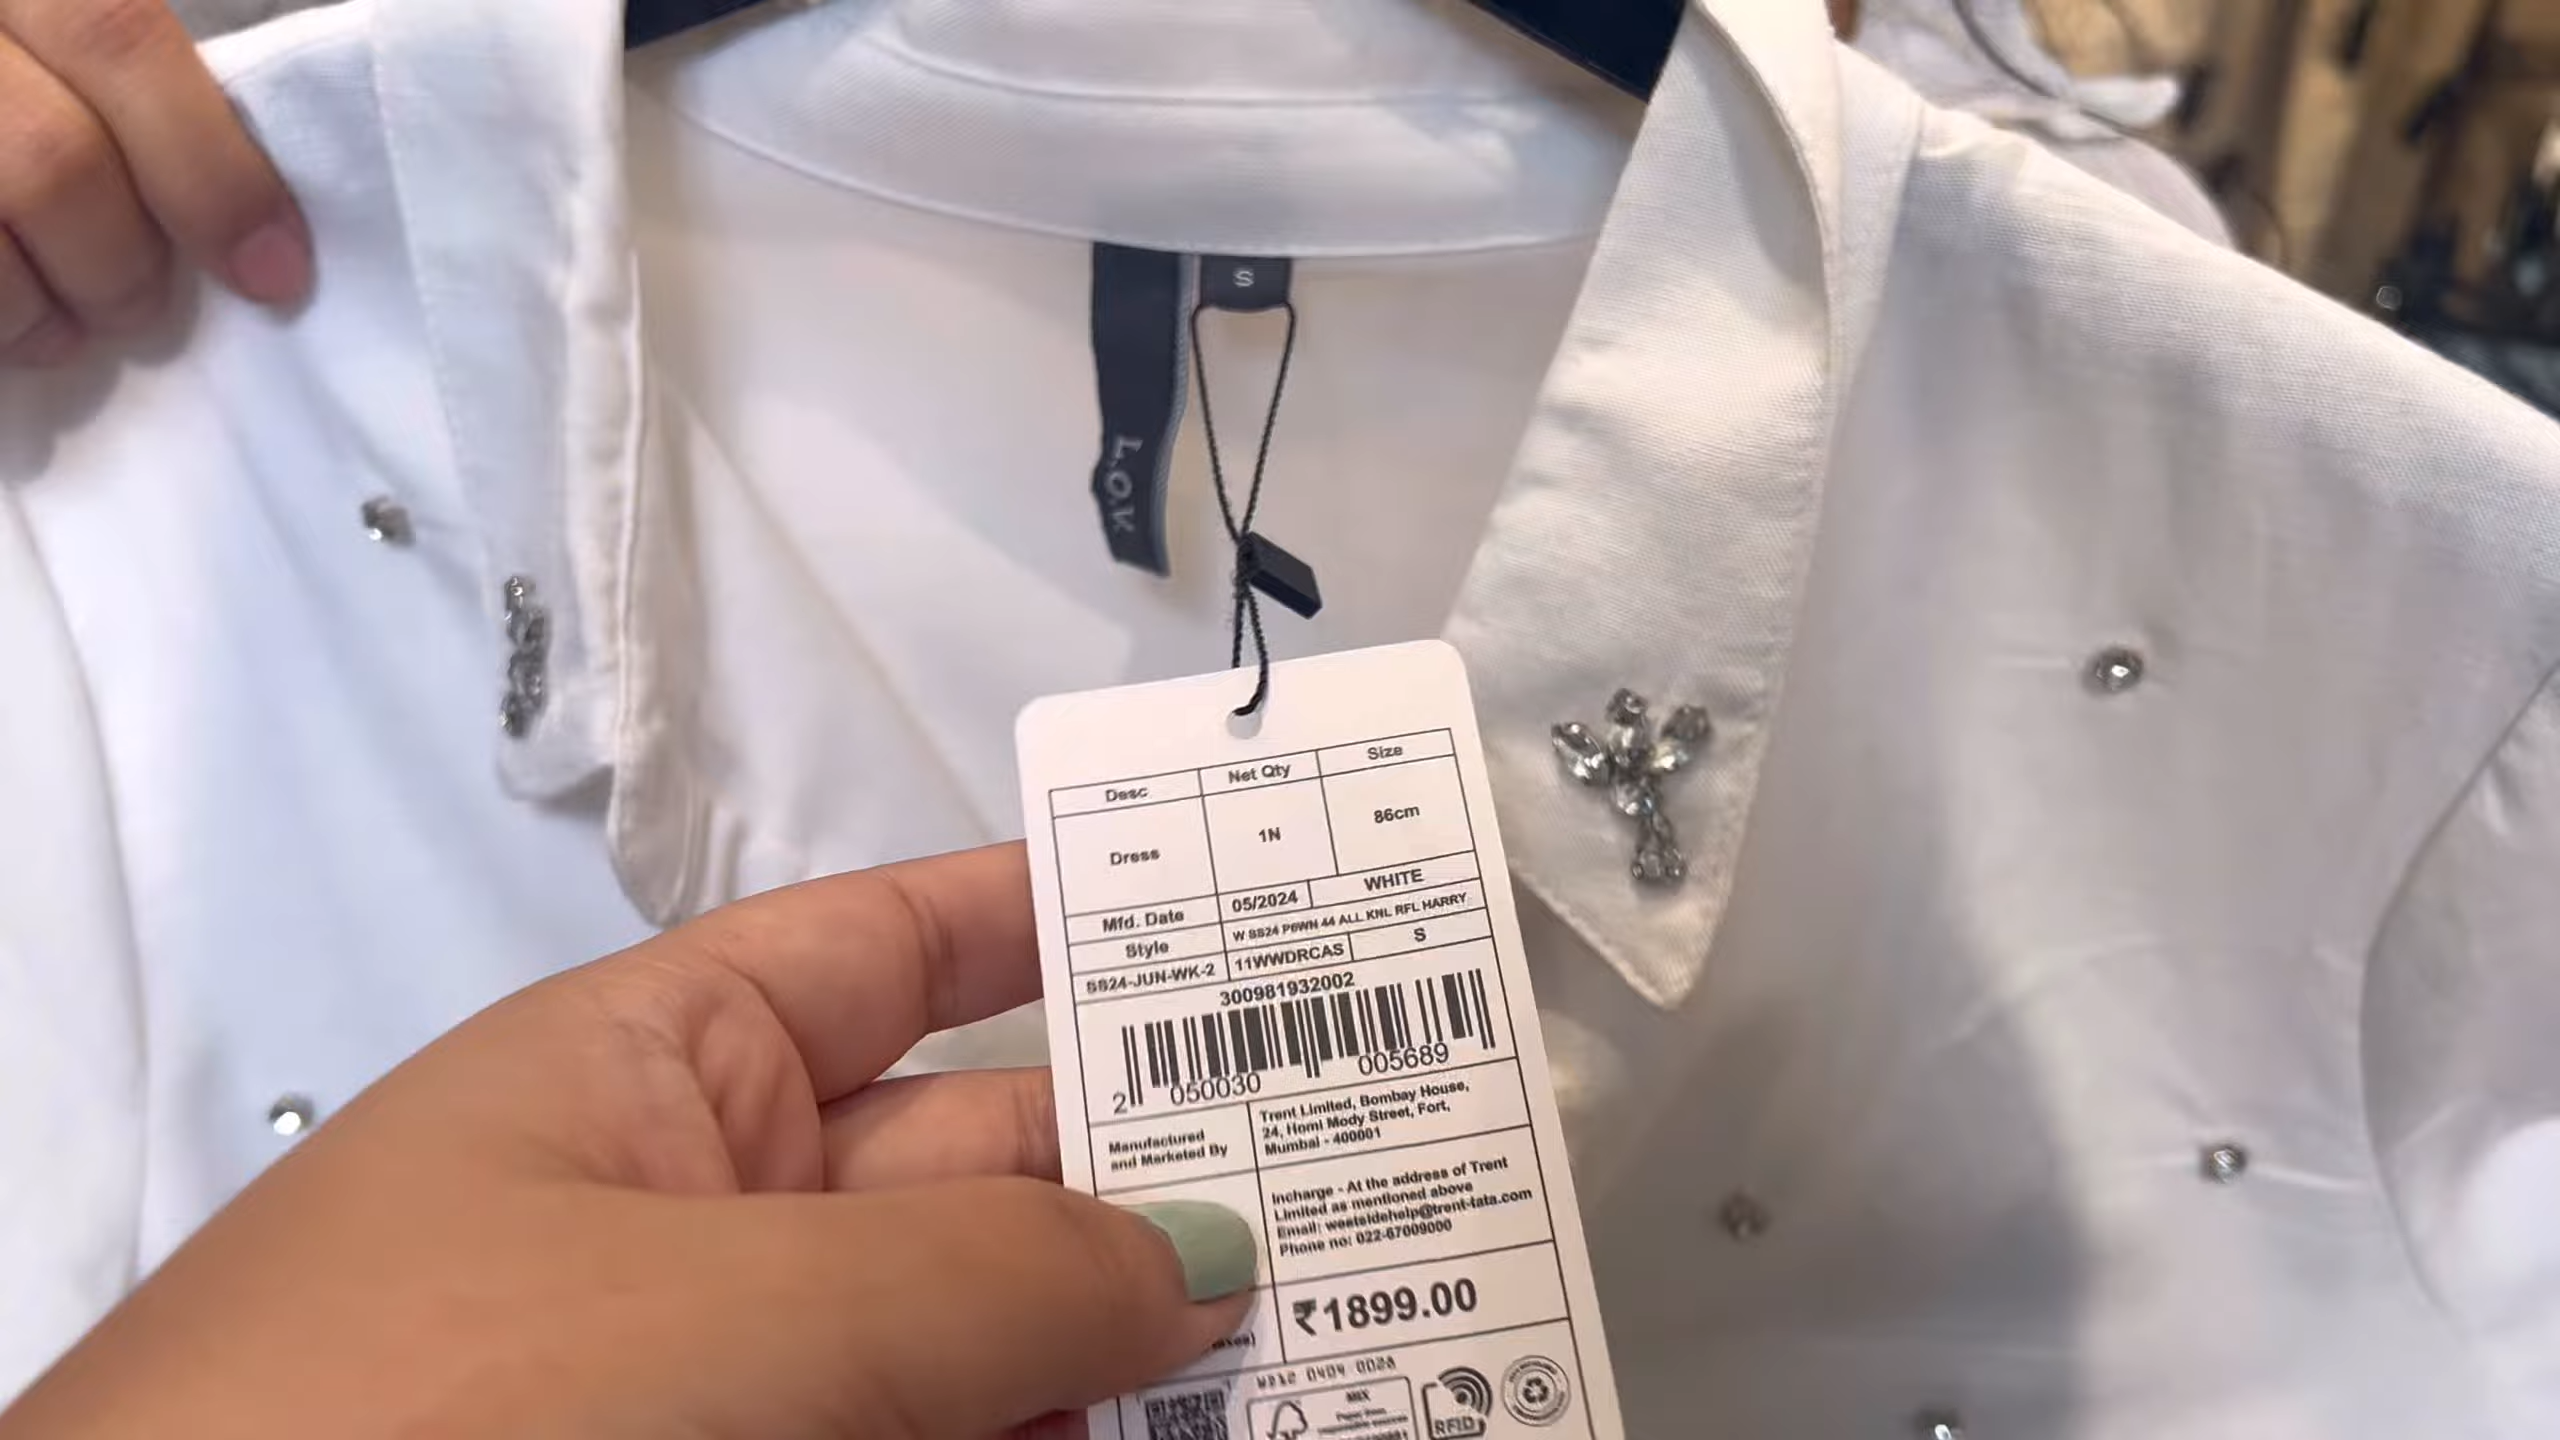 S
L.O.V.
Desc Net Qty Size
Dress 1N 86cm
Mfd. Date 05/2024 WHITE
Style W SS24 P6WN 44 ALL KNL RFL HARRY
SS24-JUN-WK-2 11WWDRCAS S
300981932002
2 050030 005689
Manufactured
and Marketed By
Trent Limited, Bombay House,
24, Homi Mody Street, Fort,
Mumbai - 400001
Incharge - At the address of Trent
Limited as mentioned above
Email: westsidehelp@trent-tata.com
Phone no: 022-67009000
₹1899.00
0404 0028
MIX
RFID